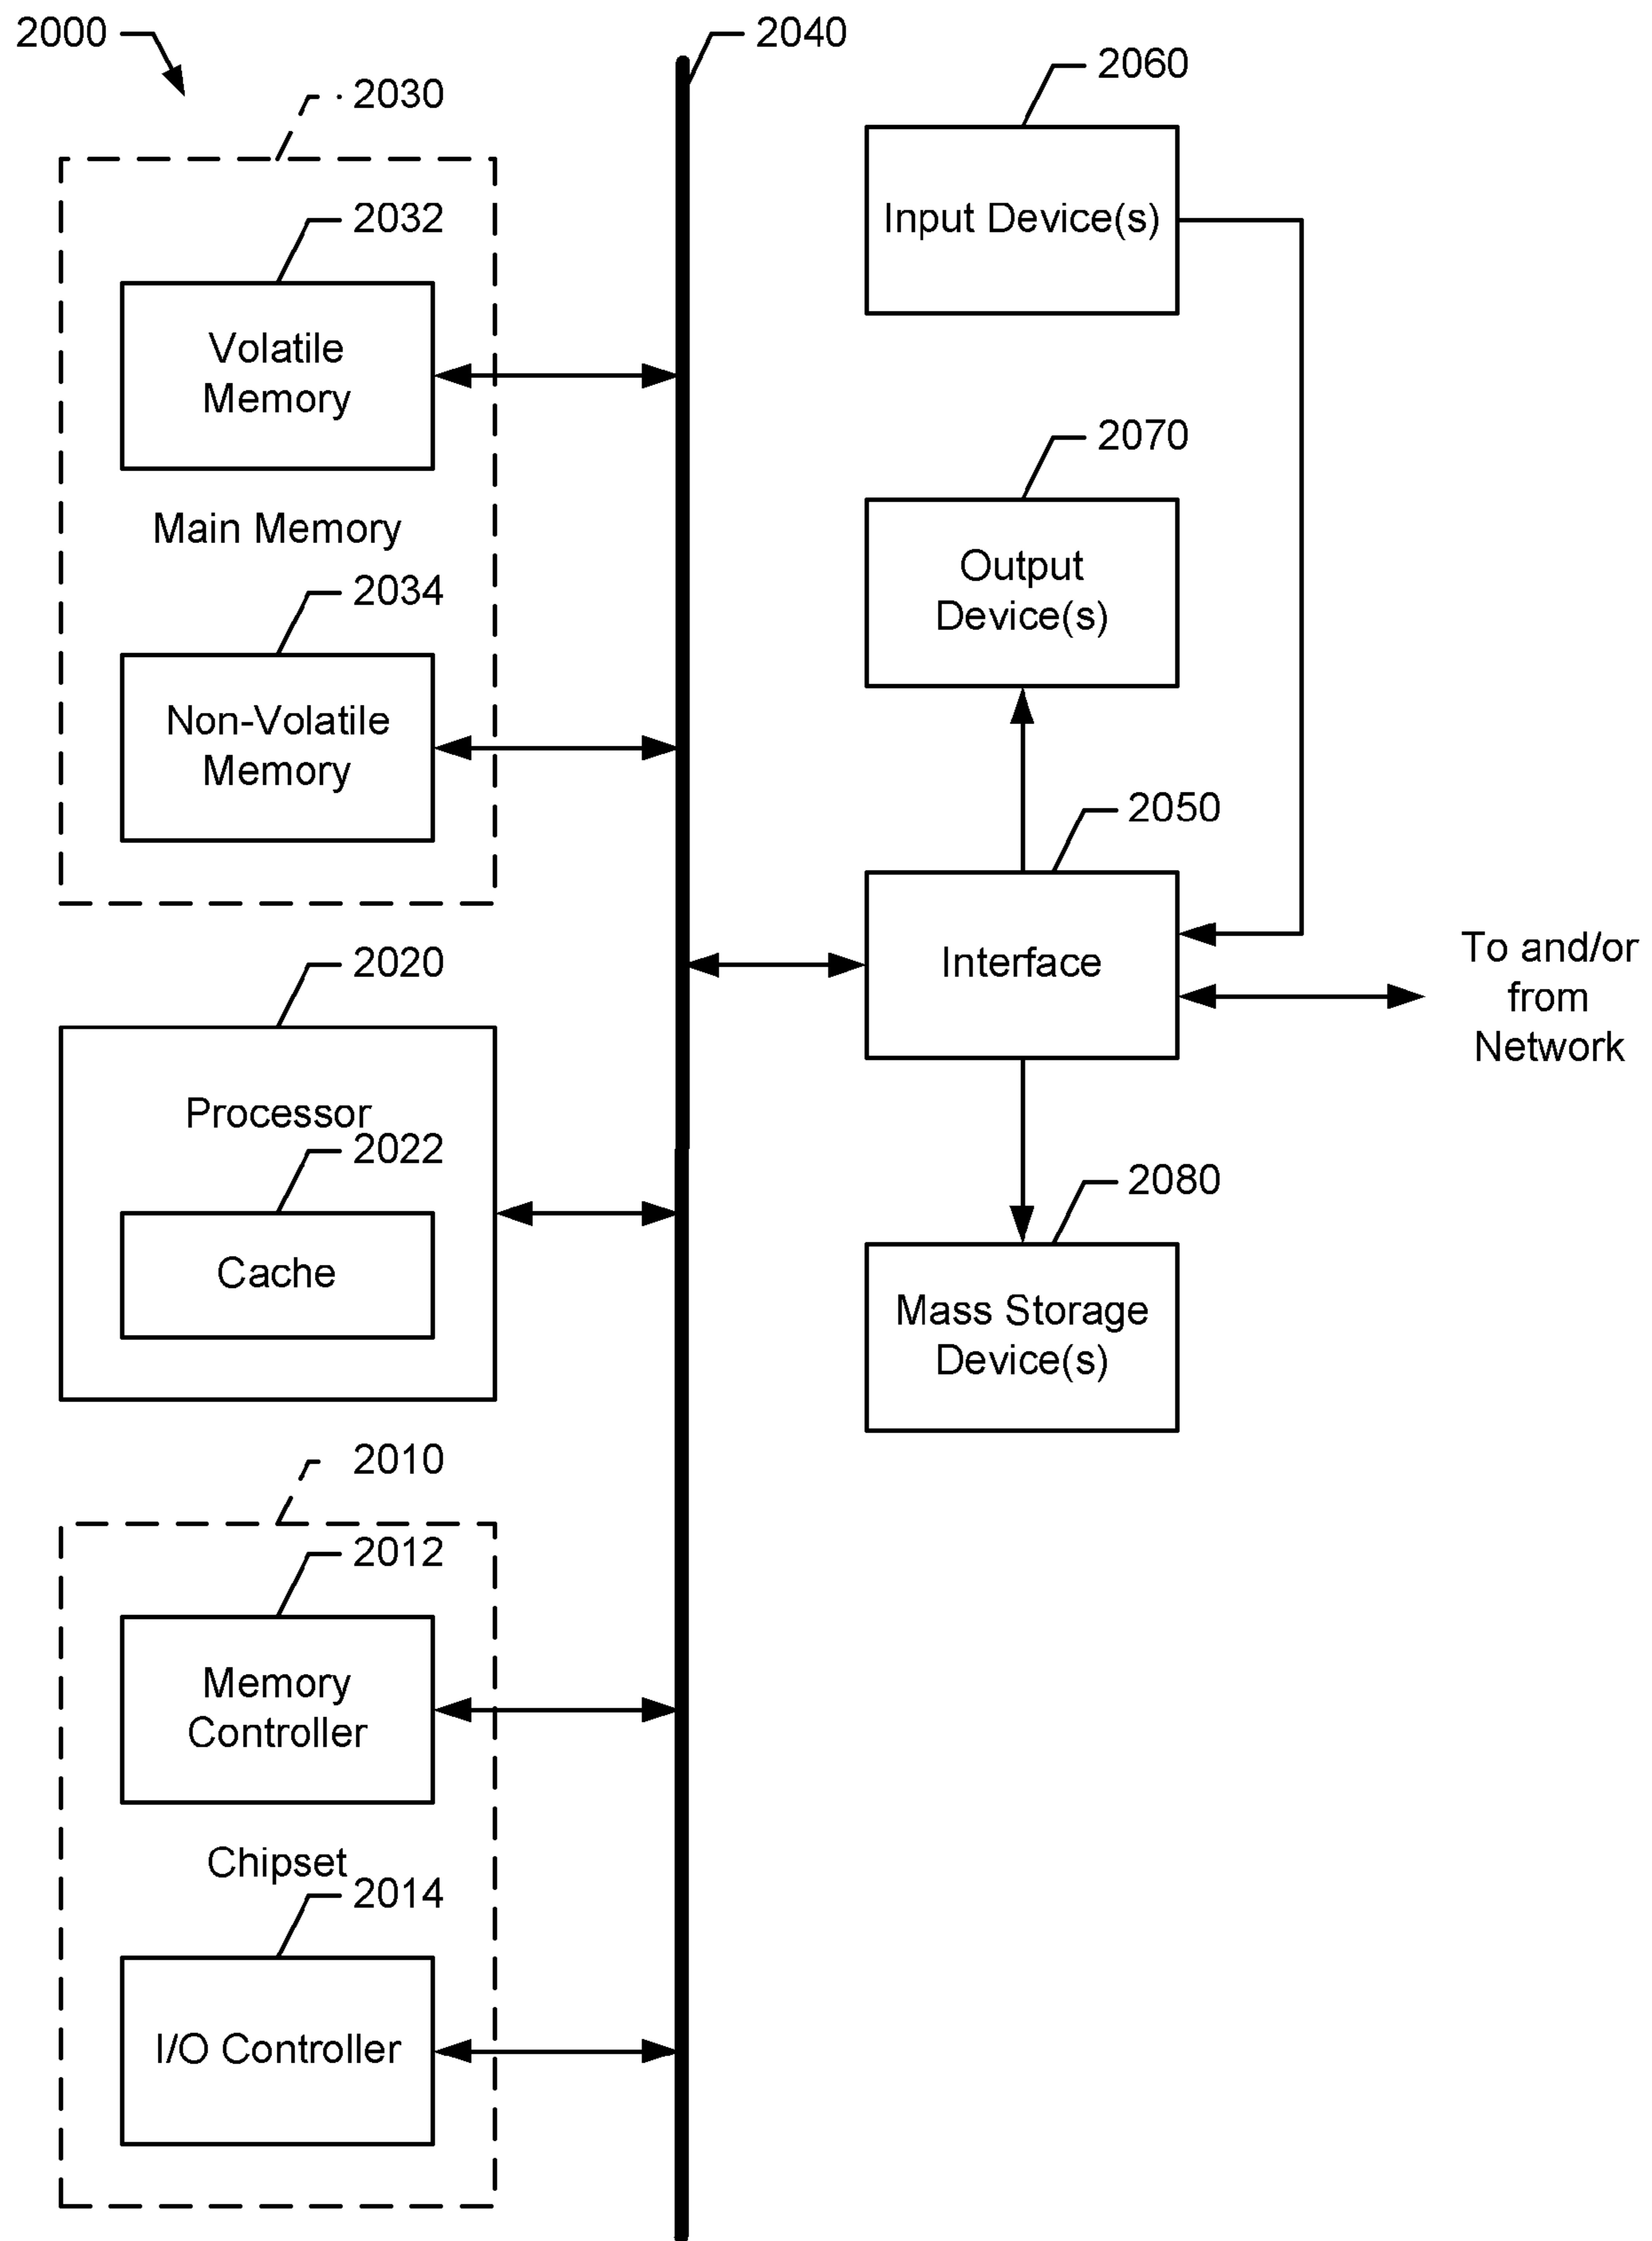 2000
2040
2060
2030
Input Device(s)
2032
Volatile
Memory
2070
Main Memory
Output
Device(s)
2034
Non-Volatile
Memory
2050
Interface
To and/or
from
Network
2020
Processor
2022
Cache
2080
Mass Storage
Device(s)
2010
2012
Memory
Controller
Chipset
2014
I/O Controller